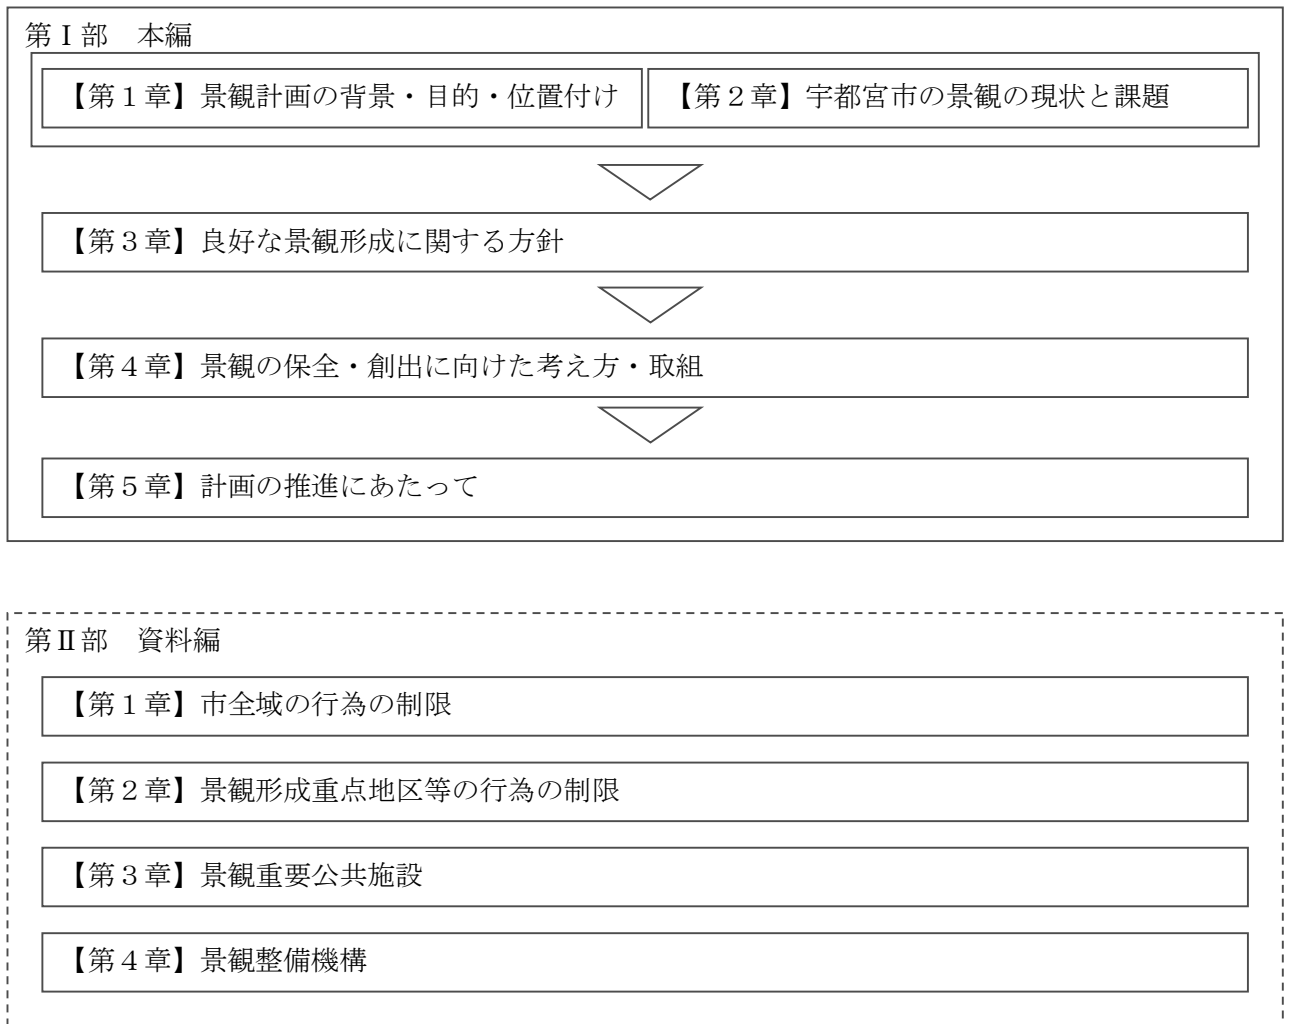 第Ⅰ部　本編
【第１章】景観計画の背景・目的・位置付け
【第２章】宇都宮市の景観の現状と課題
【第３章】良好な景観形成に関する方針
【第４章】景観の保全・創出に向けた考え方・取組
【第５章】計画の推進にあたって
第Ⅱ部　資料編
【第１章】市全域の行為の制限
【第２章】景観形成重点地区等の行為の制限
【第３章】景観重要公共施設
【第４章】景観整備機構